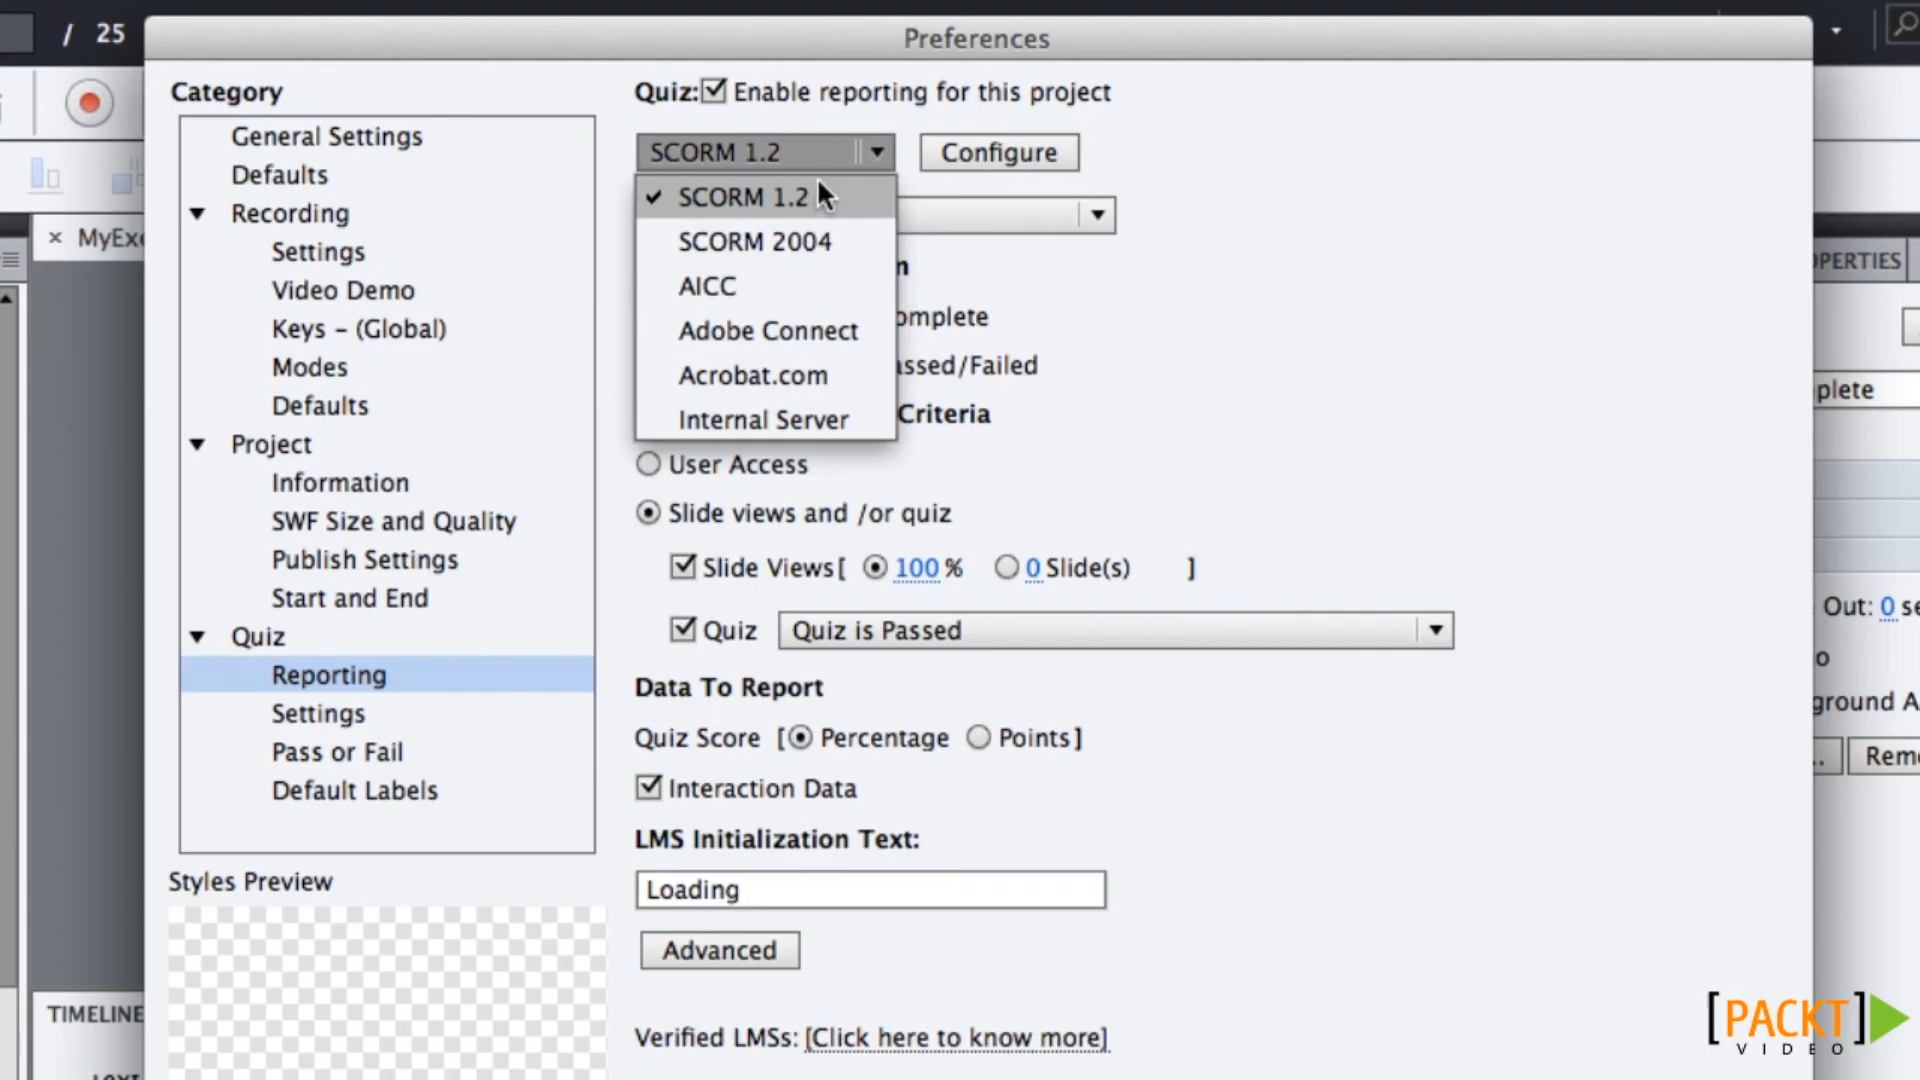 / 25
Preferences
Category
General Settings
Defaults
Recording
Settings
Video Demo
Keys – (Global)
Modes
Defaults
Project
Information
SWF Size and Quality
Publish Settings
Start and End
Quiz
Reporting
Settings
Pass or Fail
Default Labels
Styles Preview
Quiz: Enable reporting for this project
SCORM 1.2
Configure
SCORM 1.2
SCORM 2004
AICC
Adobe Connect
Acrobat.com
Internal Server
n
omplete
assed/Failed
Criteria
User Access
Slide views and /or quiz
Slide Views [ 100 % 0 Slide(s) ]
Quiz Quiz is Passed
Data To Report
Quiz Score [ Percentage Points ]
Interaction Data
LMS Initialization Text:
Loading
Advanced
Verified LMSs: [Click here to know more]
MyExe
TIMELINE
OPERTIES
plete
Out: 0 se
o
ground A
..
Remo
[PACKT]
VIDEO